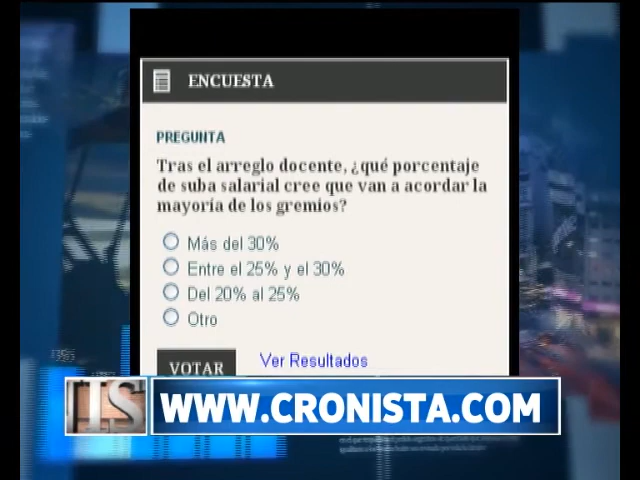 ENCUESTA
PREGUNTA
Tras el arreglo docente, ¿qué porcentaje
de suba salarial cree que van a acordar la
mayoría de los gremios?
Más del 30%
Entre el 25% y el 30%
Del 20% al 25%
Otro
VOTAR Ver Resultados
IS WWW.CRONISTA.COM